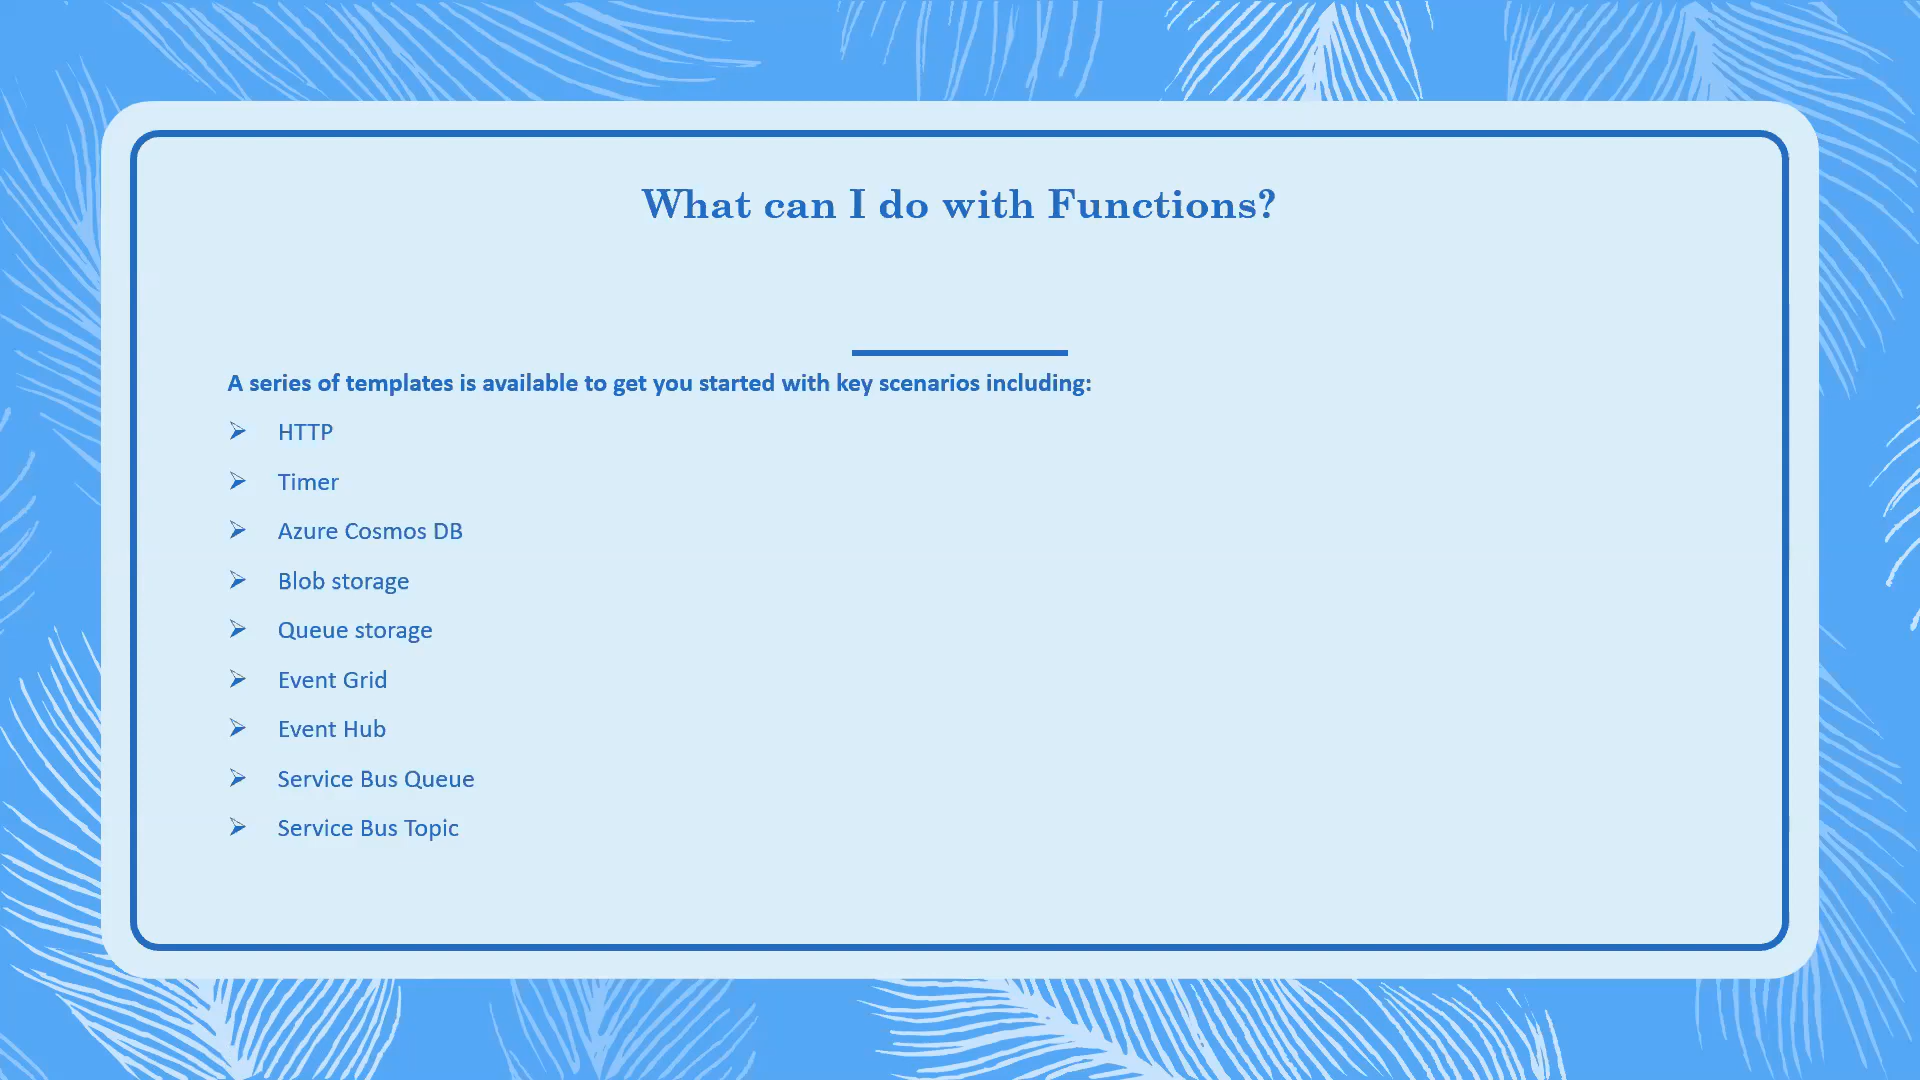 What can I do with Functions?
A series of templates is available to get you started with key scenarios including:
HTTP
Timer
Azure Cosmos DB
Blob storage
Queue storage
Event Grid
Event Hub
Service Bus Queue
Service Bus Topic